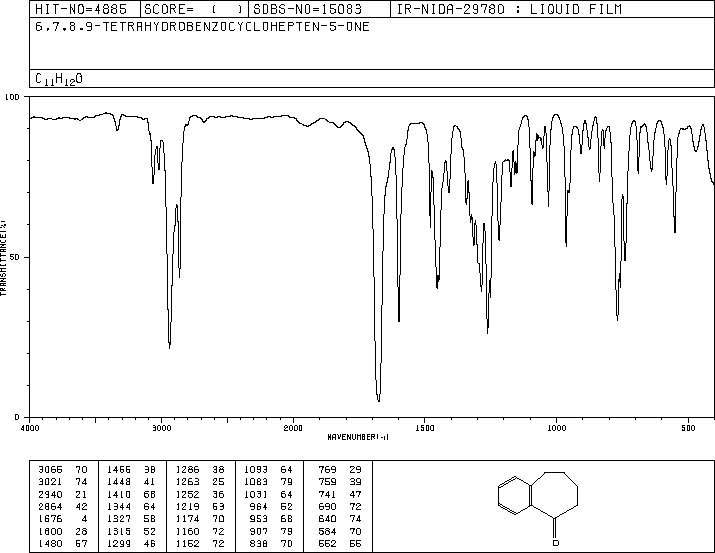 HIT-NO=4885 SCORE= ( ) SDBS-NO=15083 IR-NIDA-29780 : LIQUID FILM
6,7,8,9-TETRAHYDROBENZOCYCLOHEPTEN-5-ONE
C11H12O
100
50
0
TRANSMITTANCE(%)
4000 3000 2000 1500 1000 500
WAVENUMBER(-1)
3066 70 1456 38 1286 38 1093 64 769 29
3021 74 1448 41 1263 25 1083 79 759 39
2940 21 1410 68 1252 36 1031 64 741 47
2864 42 1344 64 1219 53 964 52 690 72
1676 4 1327 58 1174 70 953 68 640 74
1600 28 1315 52 1160 72 907 79 584 70
1480 57 1299 46 1152 72 838 70 552 55
O